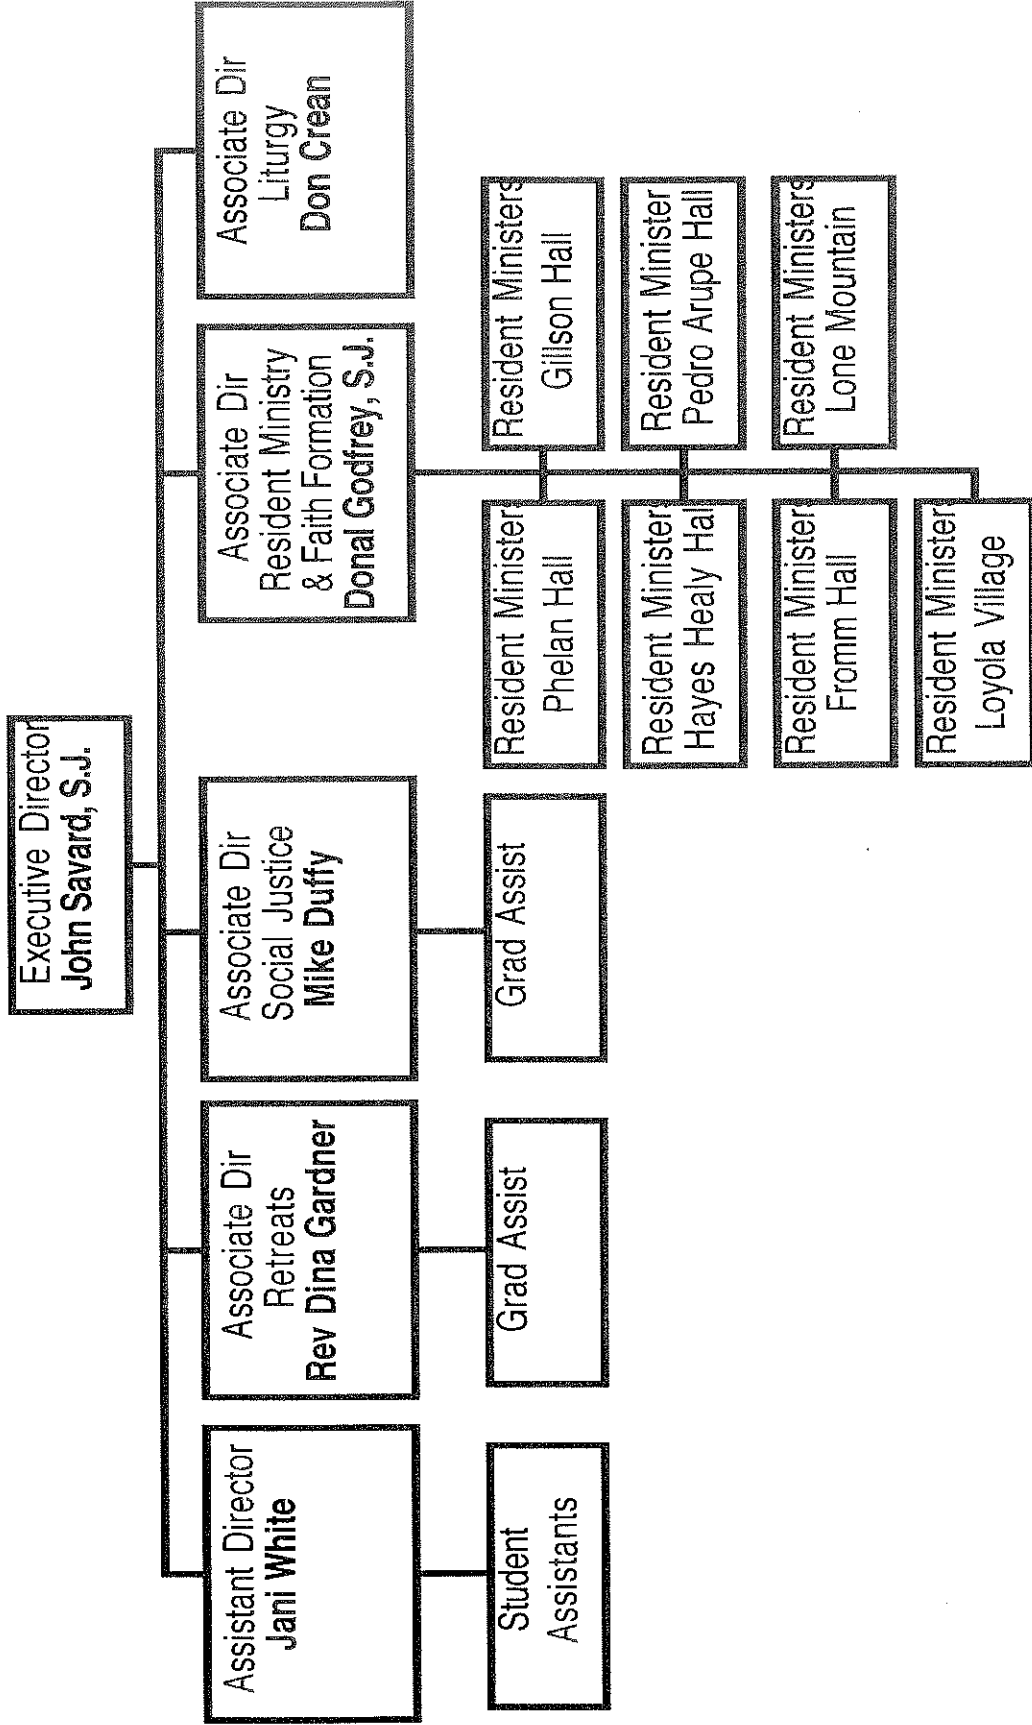 Executive Director
John Savard, S.J.
Assistant Director
Jani White
Associate Dir
Retreats
Rev Dina Gardner
Associate Dir
Social Justice
Mike Duffy
Associate Dir
Resident Ministry
& Faith Formation
Donal Godfrey, S.J.
Associate Dir
Liturgy
Don Crean
Student
Assistants
Grad Assist
Grad Assist
Resident Minister
Phelan Hall
Resident Ministers
Gillson Hall
Resident Minister
Hayes Healy Hal
Resident Minister
Pedro Arupe Hall
Resident Minister
Fromm Hall
Resident Ministers
Lone Mountain
Resident Minister
Loyola Village